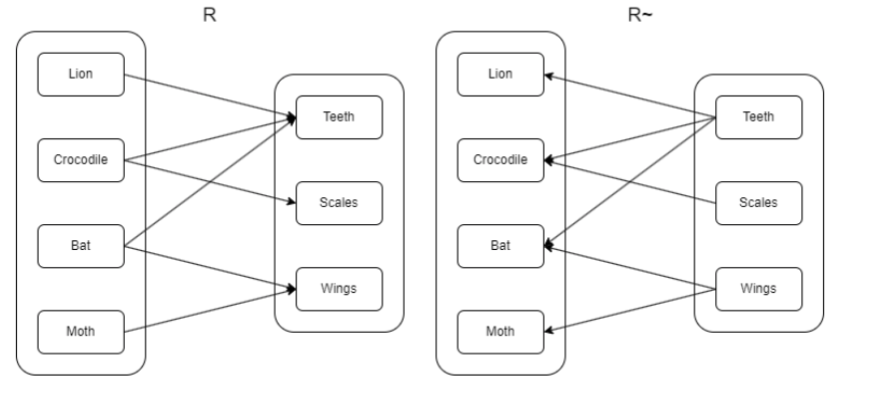 R
Lion
Crocodile
Bat
Moth
Teeth
Scales
Wings
R~
Lion
Crocodile
Bat
Moth
Teeth
Scales
Wings